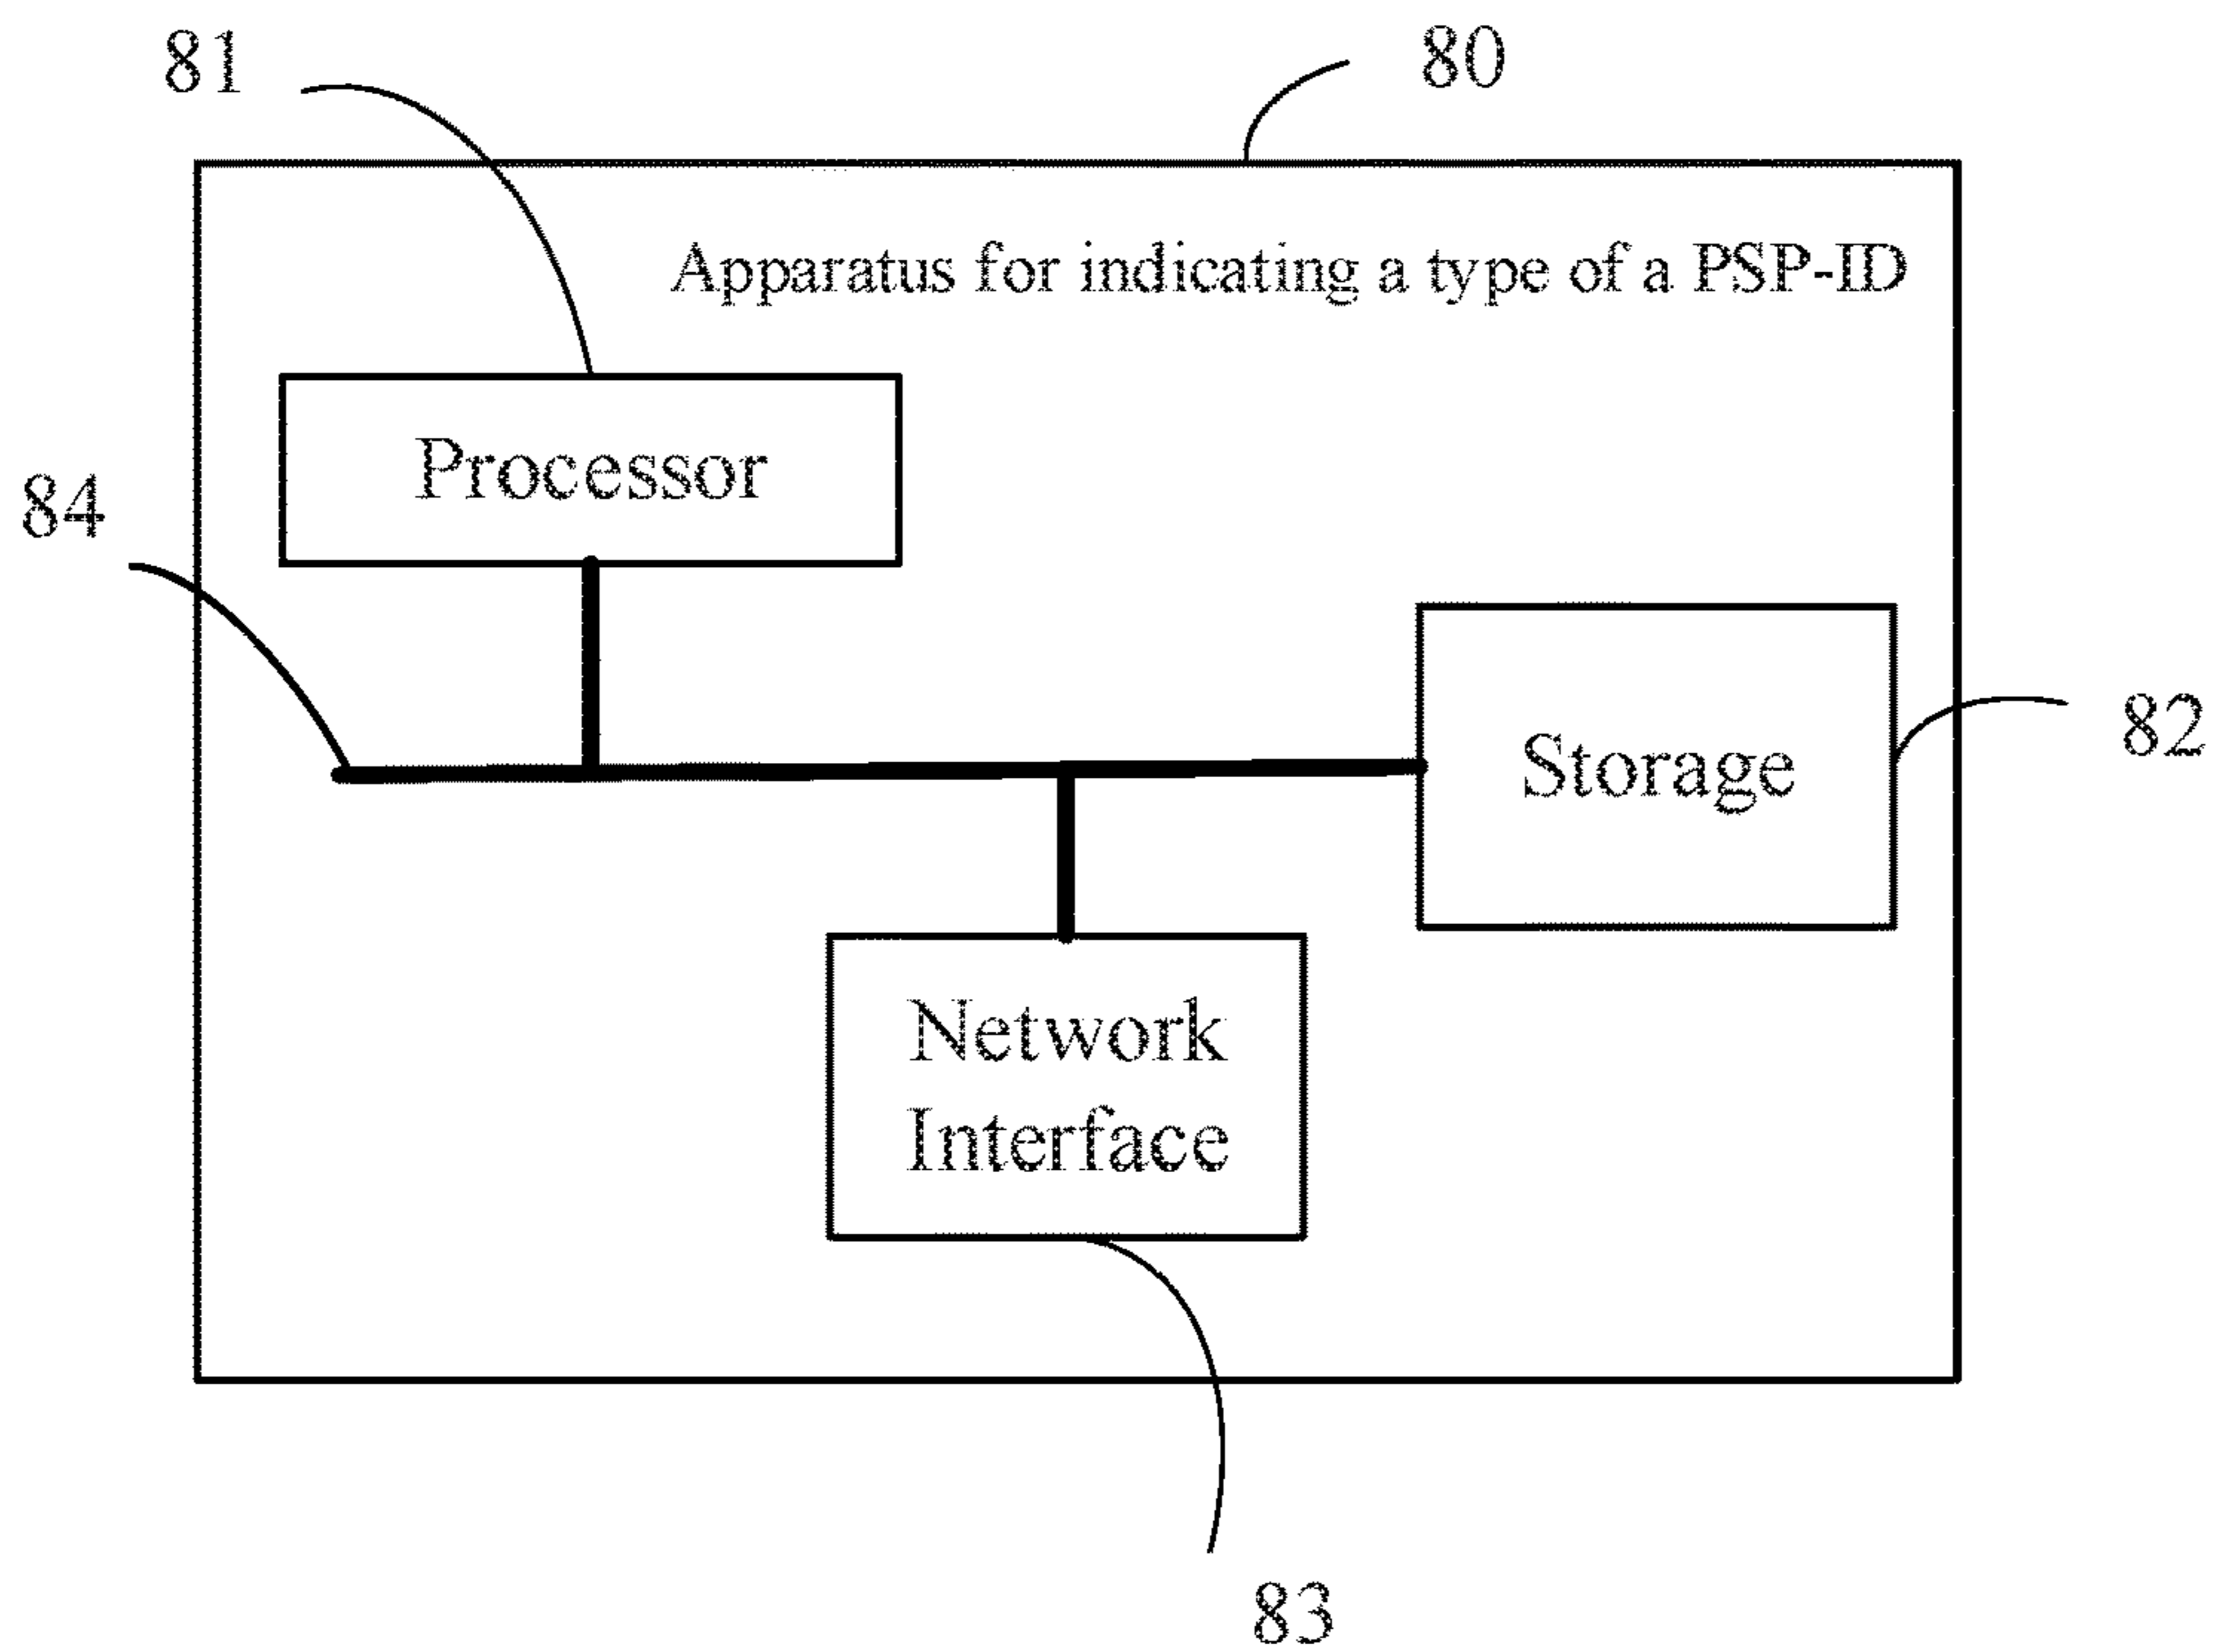 81
80
Apparatus for indicating a type of a PSP-ID
Processor
84
82
Storage
Network
Interface
83